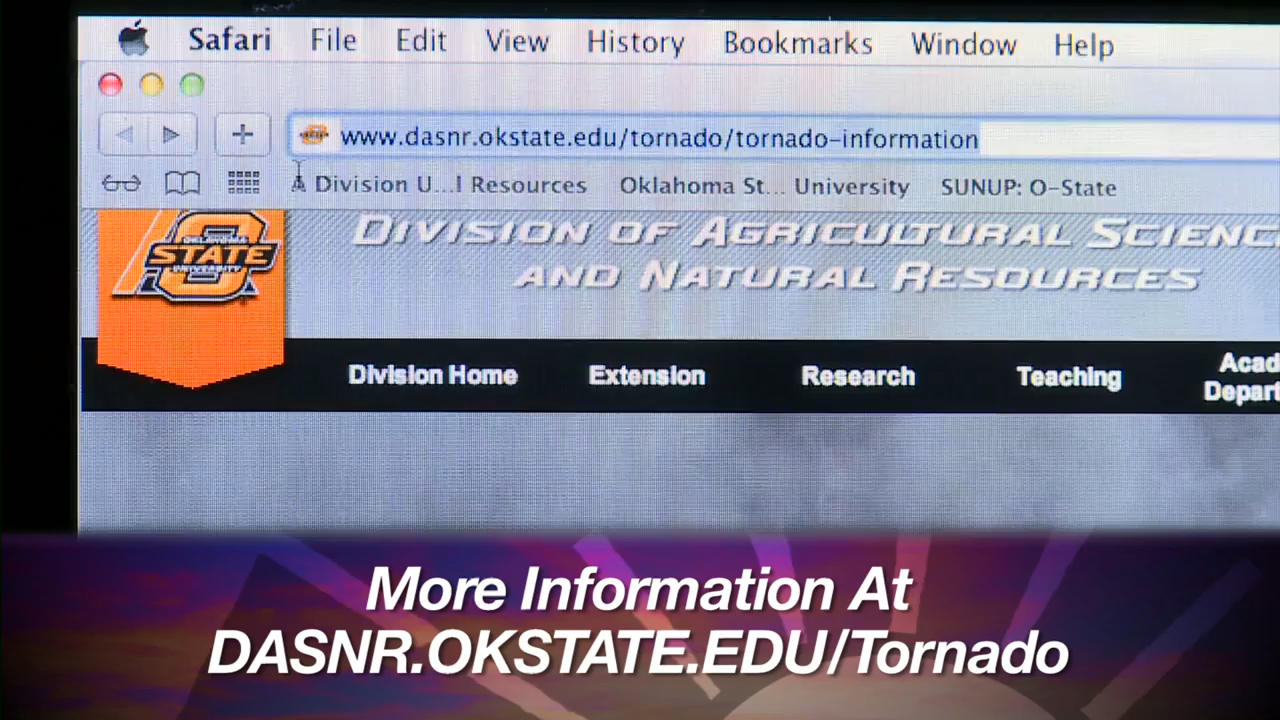 Safari File Edit View History Bookmarks Window Help
www.dasnr.okstate.edu/tornado/tornado-information
Division U...l Resources Oklahoma St... University SUNUP: O-State
OKLAHOMA
STATE
UNIVERSITY
DIVISION OF AGRICULTURAL SCIENC
AND NATURAL RESOURCES
Division Home Extension Research Teaching Acad
Depart
More Information At
DASNR.OKSTATE.EDU/Tornado